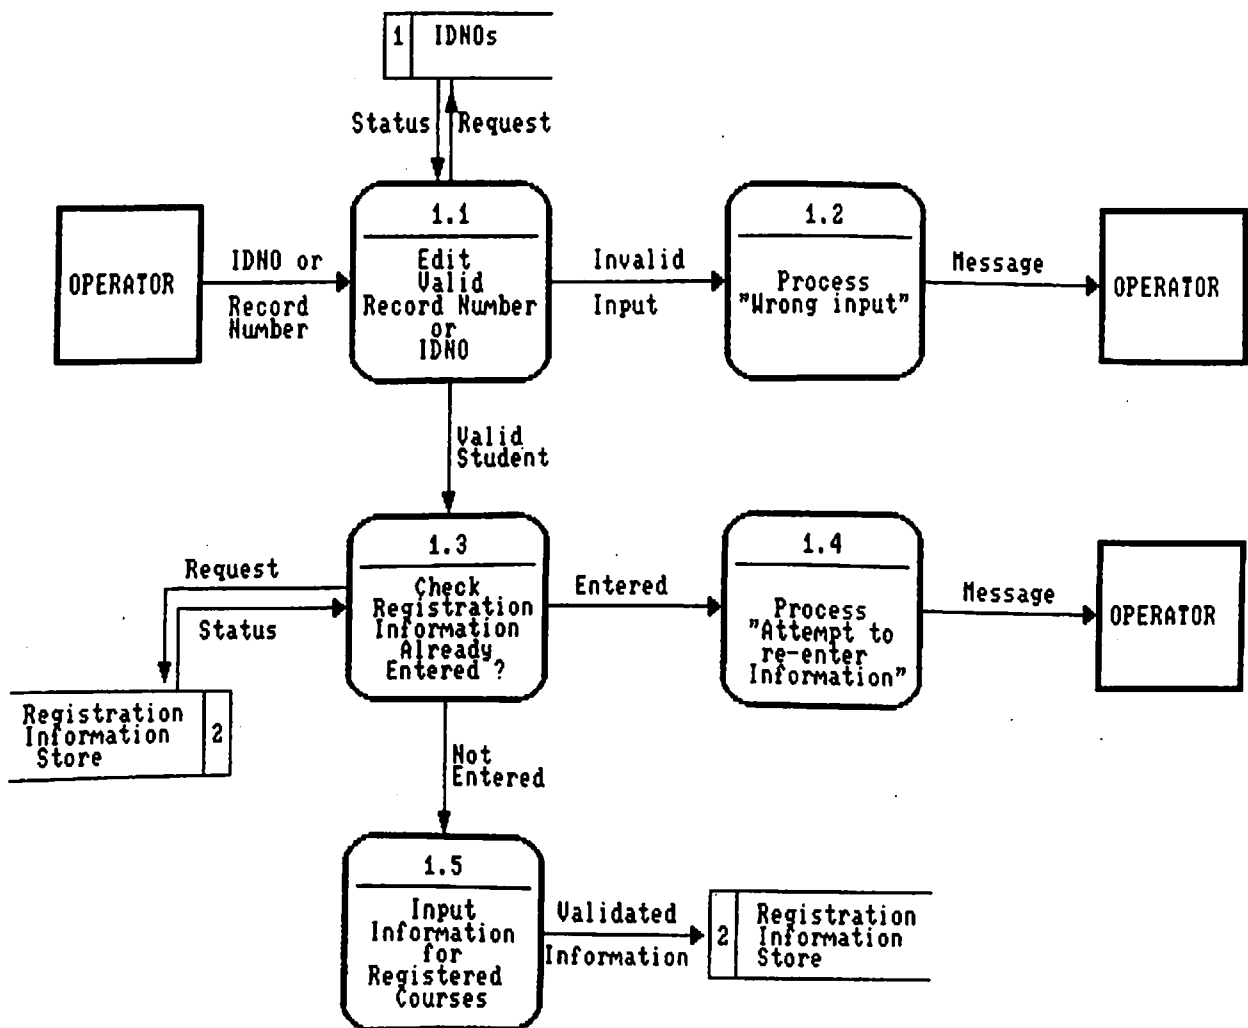 1 IDNOs
Status Request
OPERATOR
IDNO or
Record
Number
1.1
Edit
Valid
Record Number
or
IDNO
Invalid
Input
1.2
Process
"Wrong input"
Message
OPERATOR
Valid
Student
1.3
Check
Registration
Information
Already
Entered ?
Request
Status
Registration
Information
Store
2
Entered
1.4
Process
"Attempt to
re-enter
Information"
Message
OPERATOR
Not
Entered
1.5
Input
Information
for
Registered
Courses
Validated
Information
2
Registration
Information
Store